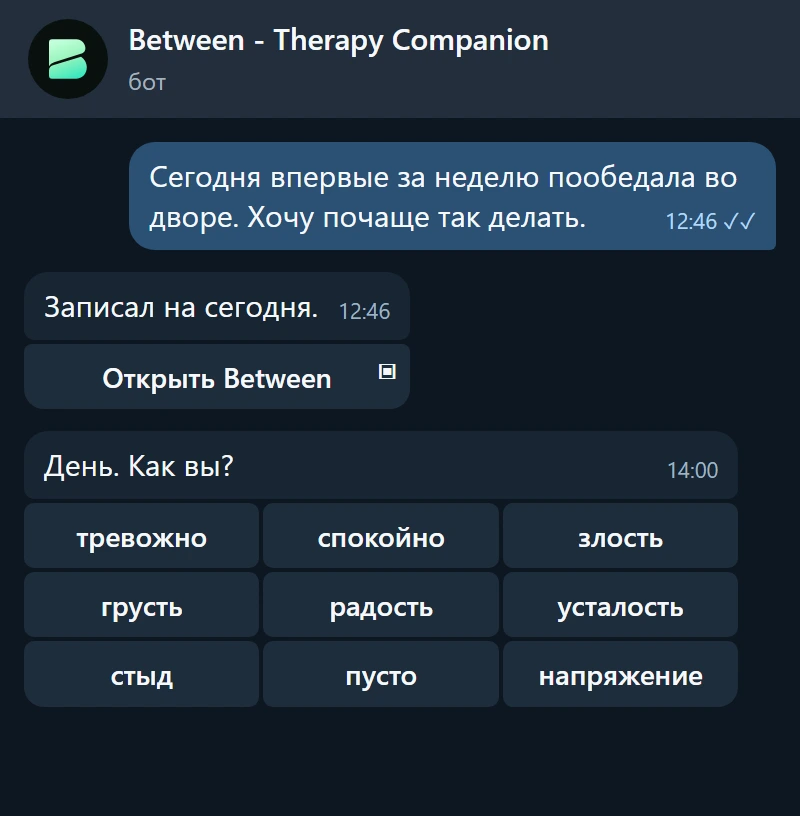 Between - Therapy Companion
бот
Сегодня впервые за неделю пообедала во
дворе. Хочу почаще так делать. 12:46
Записал на сегодня. 12:46
Открыть Between
День. Как вы? 14:00
тревожно спокойно злость
грусть радость усталость
стыд пусто напряжение